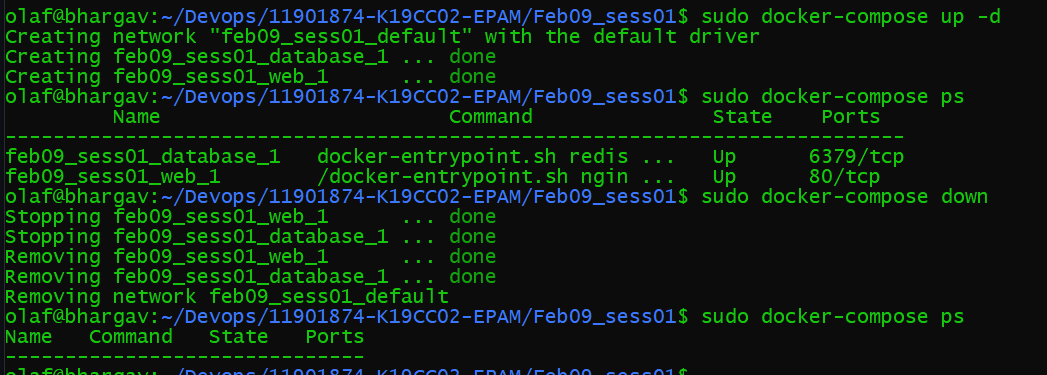 olaf@bhargav:~/Devops/11901874-K19CC02-EPAM/Feb09_sess01$ sudo docker-compose up -d
Creating network "feb09_sess01_default" with the default driver
Creating feb09_sess01_database_1 ... done
Creating feb09_sess01_web_1      ... done
olaf@bhargav:~/Devops/11901874-K19CC02-EPAM/Feb09_sess01$ sudo docker-compose ps
         Name                        Command               State    Ports
---------------------------------------------------------------------------
feb09_sess01_database_1   docker-entrypoint.sh redis ...   Up      6379/tcp
feb09_sess01_web_1        /docker-entrypoint.sh ngin ...   Up      80/tcp
olaf@bhargav:~/Devops/11901874-K19CC02-EPAM/Feb09_sess01$ sudo docker-compose down
Stopping feb09_sess01_web_1      ... done
Stopping feb09_sess01_database_1 ... done
Removing feb09_sess01_web_1      ... done
Removing feb09_sess01_database_1 ... done
Removing network feb09_sess01_default
olaf@bhargav:~/Devops/11901874-K19CC02-EPAM/Feb09_sess01$ sudo docker-compose ps
Name   Command   State   Ports
------------------------------
olaf@bhargav:~/Devops/11901874-K19CC02-EPAM/Feb09_sess01$